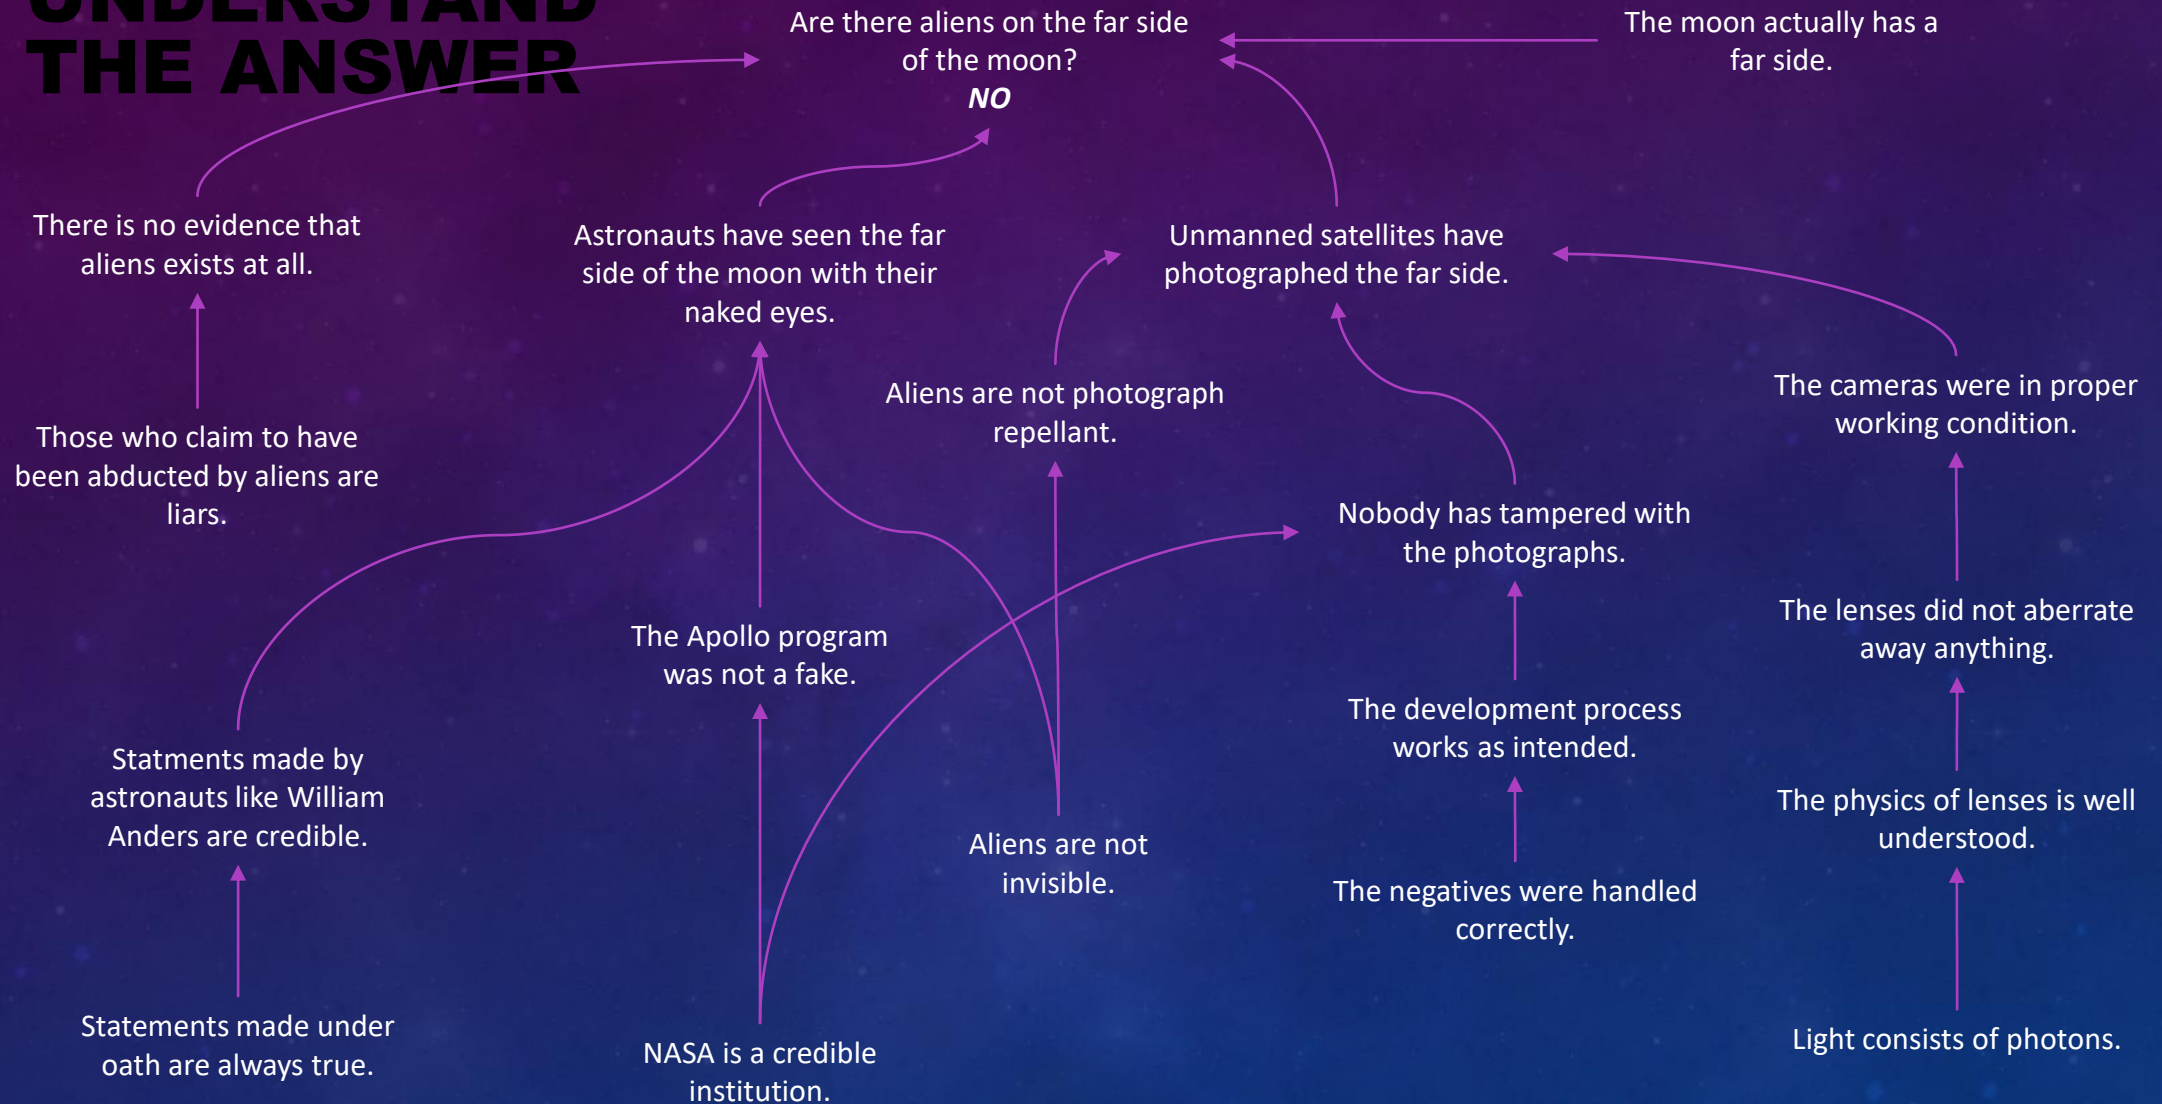 UNDERSTAND
THE ANSWER
Are there aliens on the far side
of the moon?
NO
The moon actually has a
far side.
There is no evidence that
aliens exists at all.
Astronauts have seen the far
side of the moon with their
naked eyes.
Unmanned satellites have
photographed the far side.
Aliens are not photograph
repellant.
The cameras were in proper
working condition.
Those who claim to have
been abducted by aliens are
liars.
Nobody has tampered with
the photographs.
The lenses did not aberrate
away anything.
The Apollo program
was not a fake.
The development process
works as intended.
Statments made by
astronauts like William
Anders are credible.
The physics of lenses is well
understood.
Aliens are not
invisible.
The negatives were handled
correctly.
Statements made under
oath are always true.
NASA is a credible
institution.
Light consists of photons.